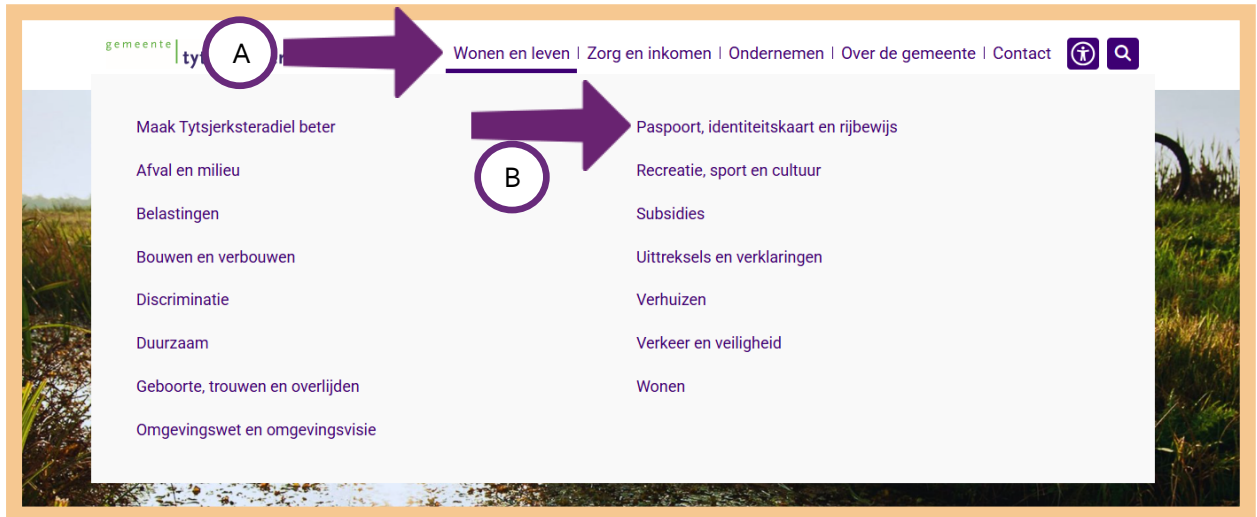 gemeente
A
Wonen en leven | Zorg en inkomen | Ondernemen | Over de gemeente | Contact
Maak Tytsjerksteradiel beter
Afval en milieu
Belastingen
Bouwen en verbouwen
Discriminatie
Duurzaam
Geboorte, trouwen en overlijden
Omgevingswet en omgevingsvisie
B
Paspoort, identiteitskaart en rijbewijs
Recreatie, sport en cultuur
Subsidies
Uittreksels en verklaringen
Verhuizen
Verkeer en veiligheid
Wonen